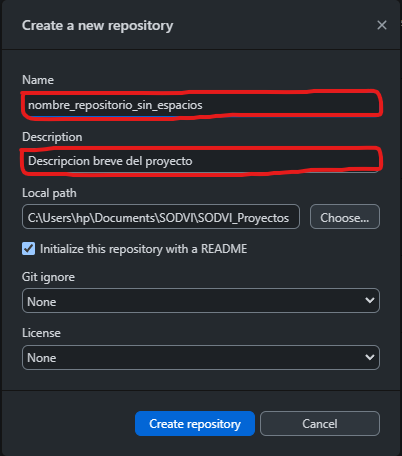 Create a new repository
Name
nombre_repositorio_sin_espacios
Description
Descripcion breve del proyecto
Local path
C:\Users\hp\Documents\SODVI\SODVI_Proyectos
Choose...
Initialize this repository with a README
Git ignore
None
License
None
Create repository
Cancel